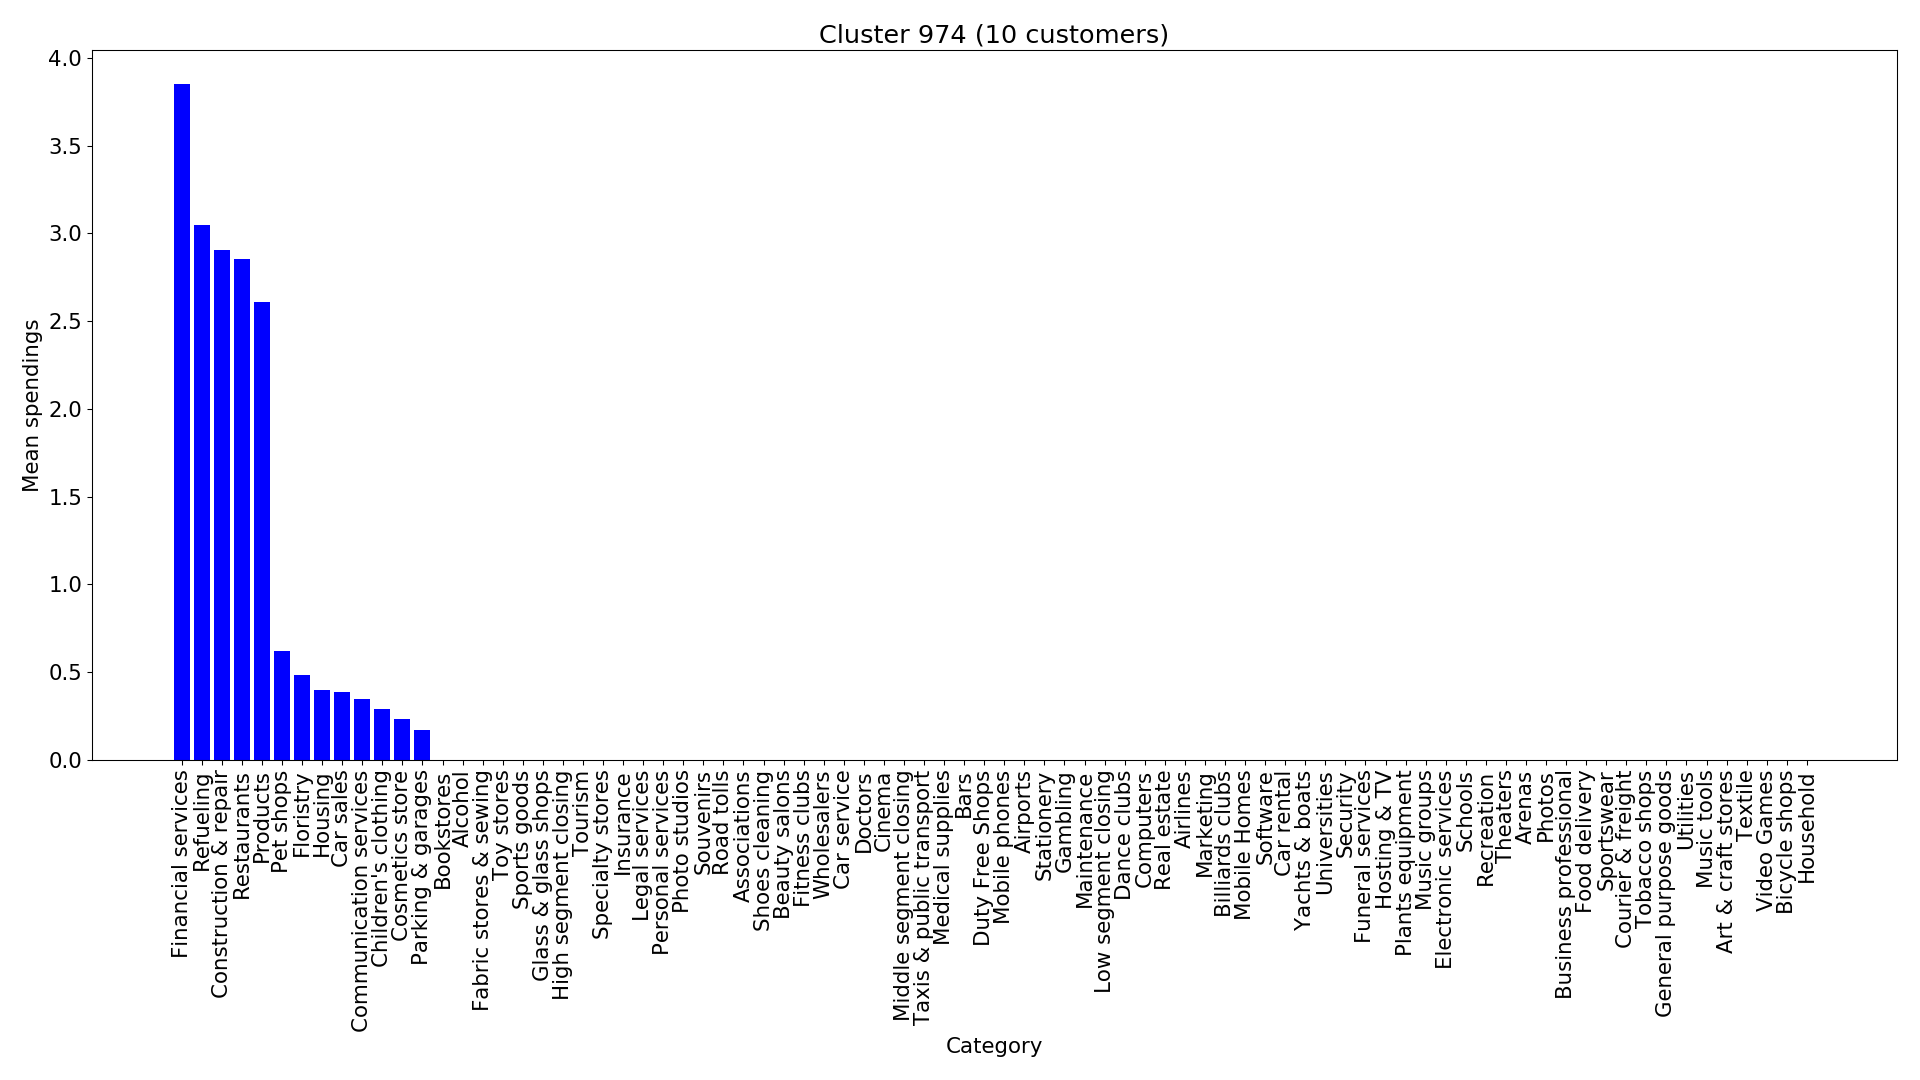 Cluster 974 (10 customers)
4.0
3.5
3.0
2.5
2.0
1.5
1.0
0.5
0.0
Mean spendings
Financial services
Refueling
Construction & repair
Restaurants
Products
Pet shops
Floristry
Housing
Car sales
Communication services
Children's clothing
Cosmetics store
Parking & garages
Bookstores
Alcohol
Fabric stores & sewing
Toy stores
Sports goods
Glass & glass shops
High segment closing
Tourism
Specialty stores
Insurance
Legal services
Personal services
Photo studios
Souvenirs
Road tolls
Associations
Shoes cleaning
Beauty salons
Fitness clubs
Wholesalers
Car service
Doctors
Cinema
Middle segment closing
Taxis & public transport
Medical supplies
Bars
Duty Free Shops
Mobile phones
Airports
Stationery
Gambling
Maintenance
Low segment closing
Dance clubs
Computers
Real estate
Airlines
Marketing
Billiards clubs
Mobile Homes
Software
Car rental
Yachts & boats
Universities
Security
Funeral services
Hosting & TV
Plants equipment
Music groups
Electronic services
Schools
Recreation
Theaters
Arenas
Photos
Business professional
Food delivery
Sportswear
Courier & freight
Tobacco shops
General purpose goods
Utilities
Music tools
Art & craft stores
Textile
Video Games
Bicycle shops
Household
Category